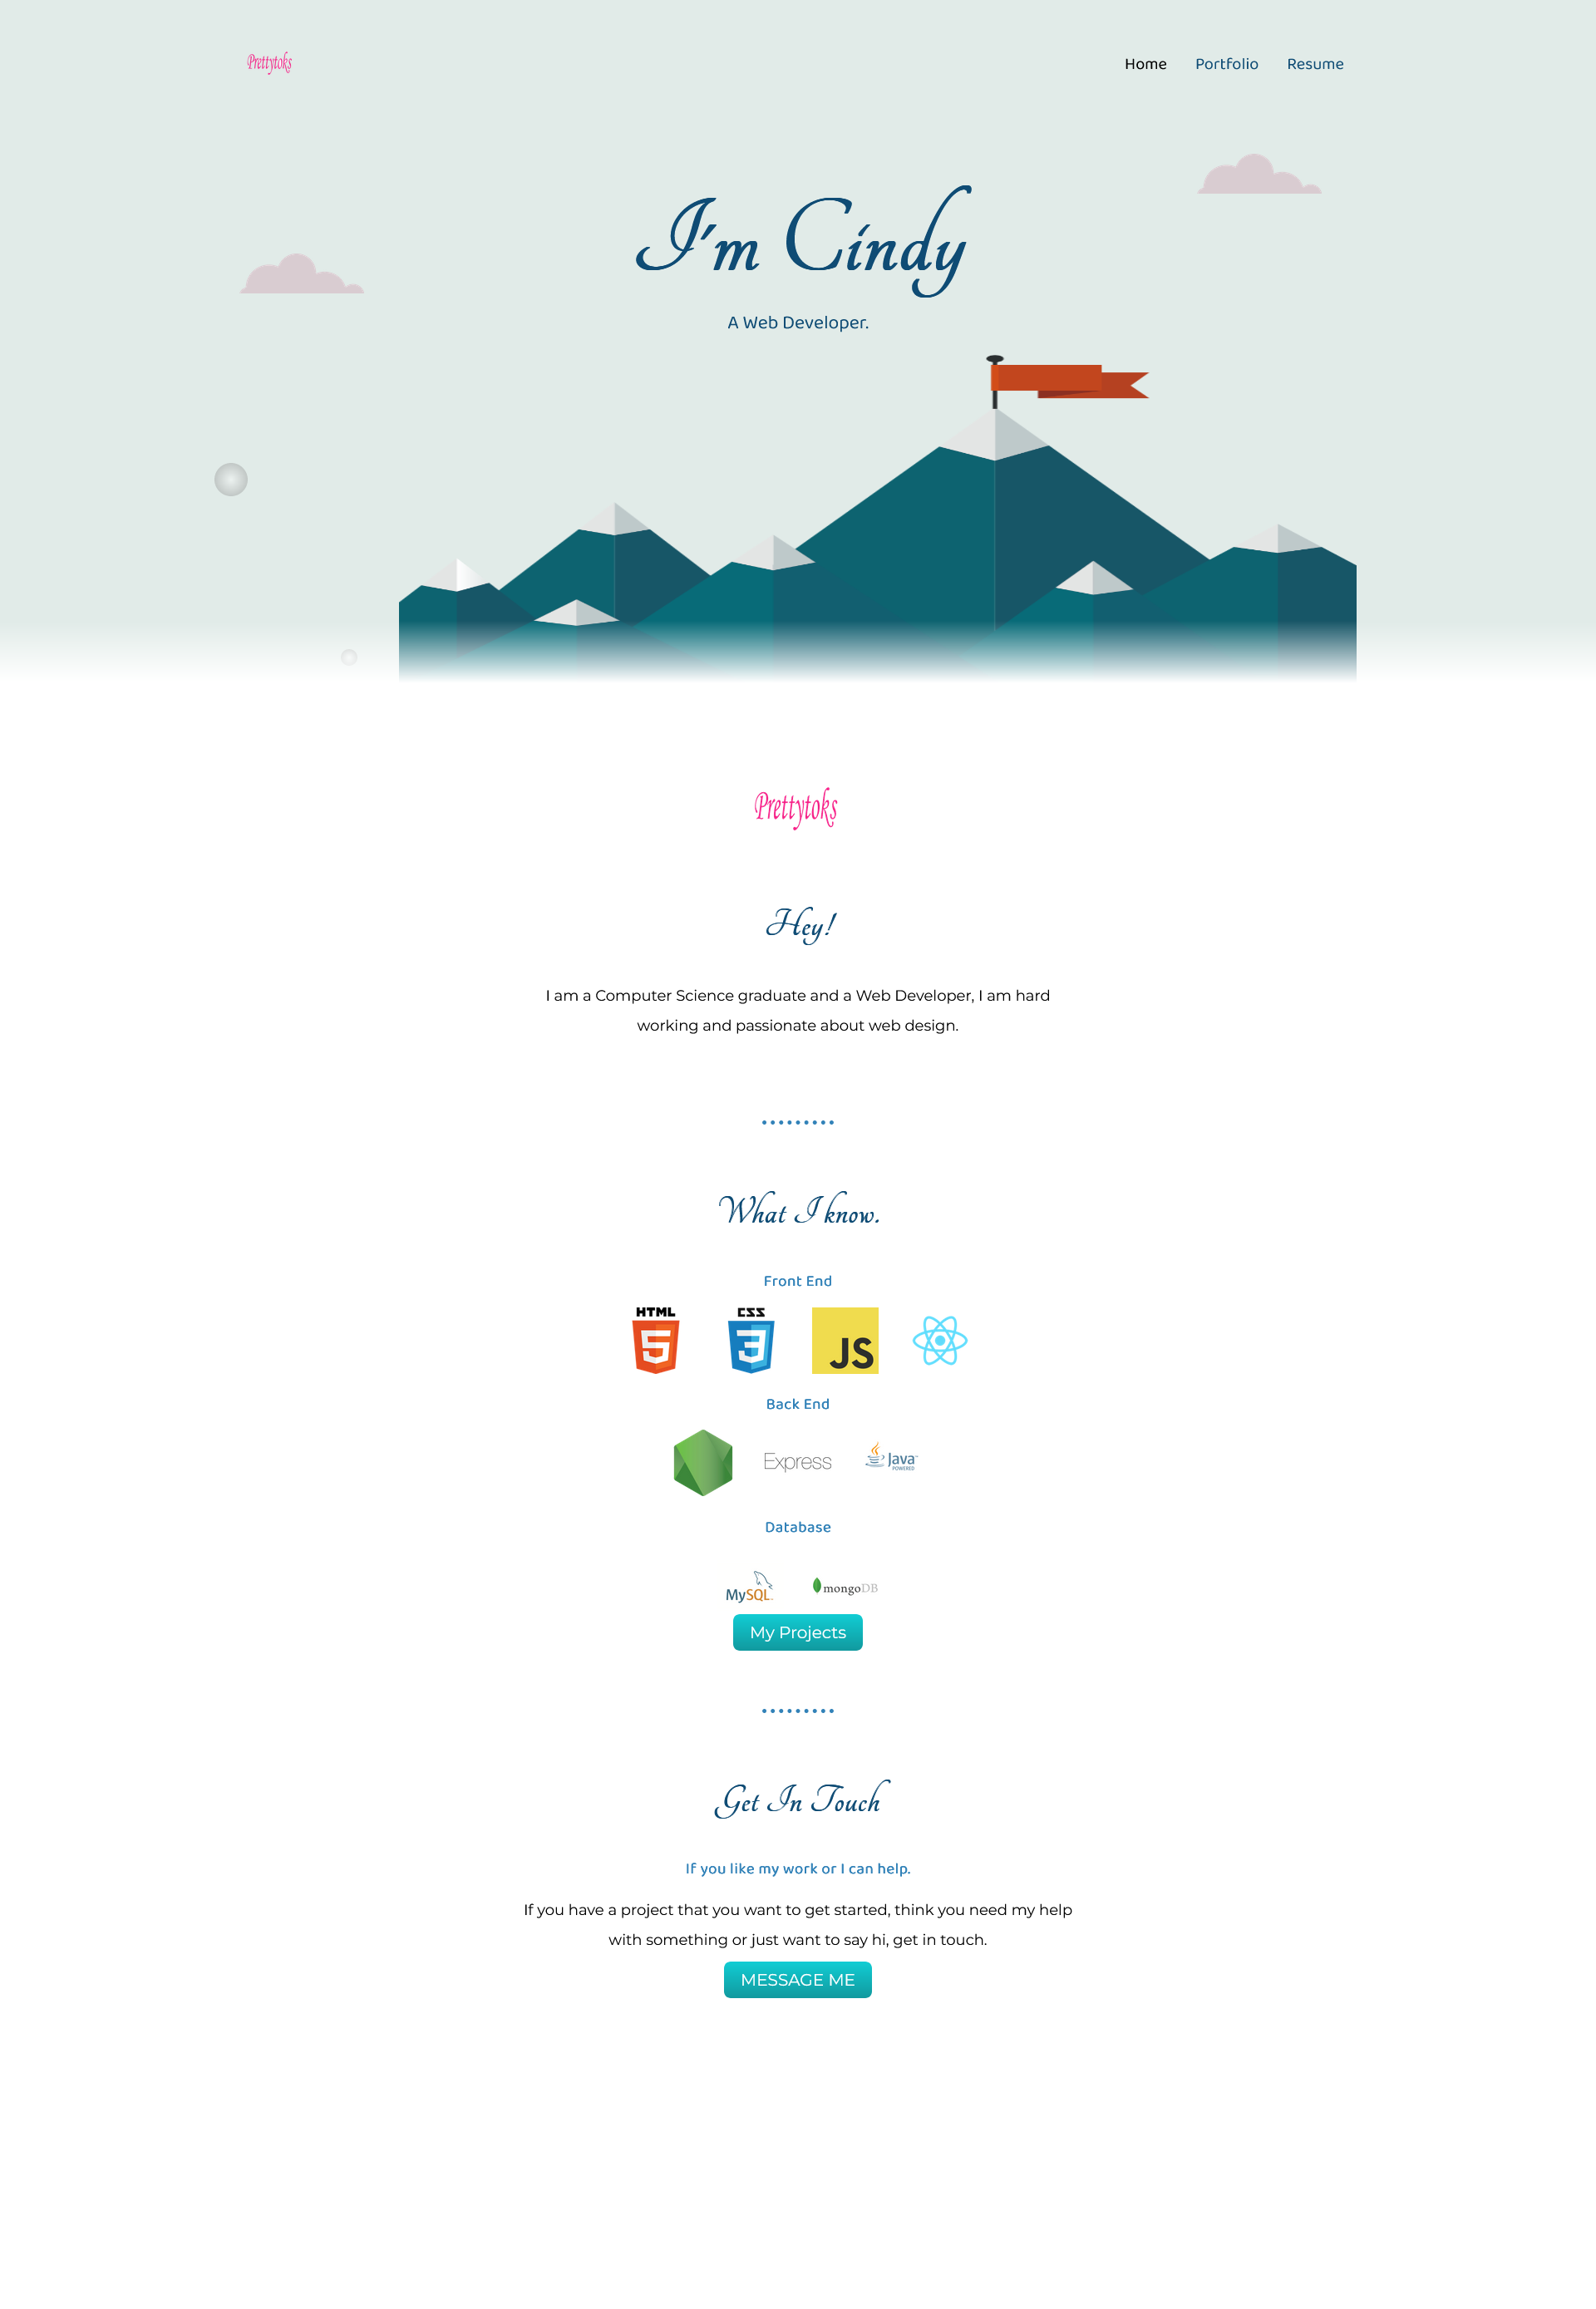 Prettytoks
Home Portfolio Resume
I'm Cindy
A Web Developer.
Prettytoks
Hey!
I am a Computer Science graduate and a Web Developer, I am hard
working and passionate about web design.
What I know.
Front End
HTML CSS
5 3 JS
Back End
Express Java
POWERED
Database
MySQL mongoDB
My Projects
Get In Touch
If you like my work or I can help.
If you have a project that you want to get started, think you need my help
with something or just want to say hi, get in touch.
MESSAGE ME